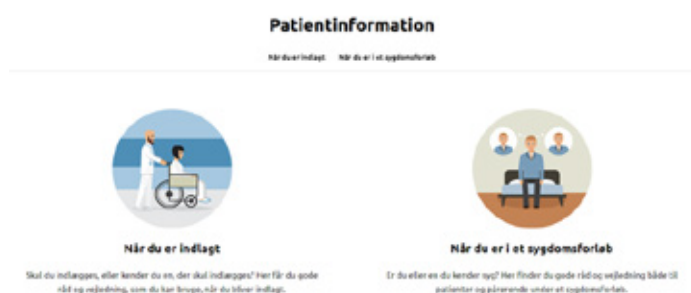 Patientinformation
Når du er indlagt Når du er i et sygdomsforløb
Når du er indlagt
Når du er i et sygdomsforløb
Skal du indlægges, eller kender du en, der skal indlægges? Her får du gode
råd og vejledning, som du kan bruge, når du bliver indlagt.
Er du eller en du kender syg? Her finder du gode råd og vejledning både til
patienter og pårørende under et sygdomsforløb.